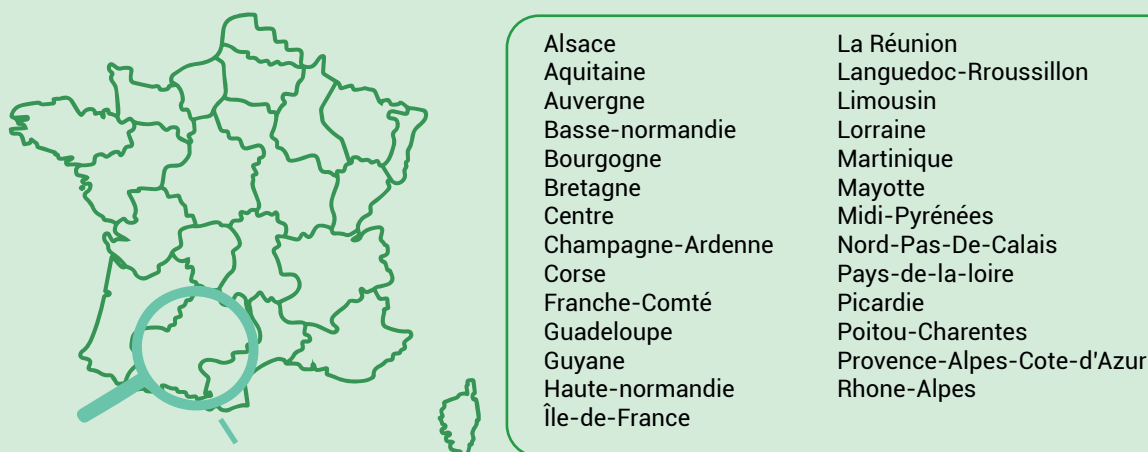 Alsace
Aquitaine
Auvergne
Basse-normandie
Bourgogne
Bretagne
Centre
Champagne-Ardenne
Corse
Franche-Comté
Guadeloupe
Guyane
Haute-normandie
Île-de-France
La Réunion
Languedoc-Rroussillon
Limousin
Lorraine
Martinique
Mayotte
Midi-Pyrénées
Nord-Pas-De-Calais
Pays-de-la-loire
Picardie
Poitou-Charentes
Provence-Alpes-Cote-d'Azur
Rhone-Alpes